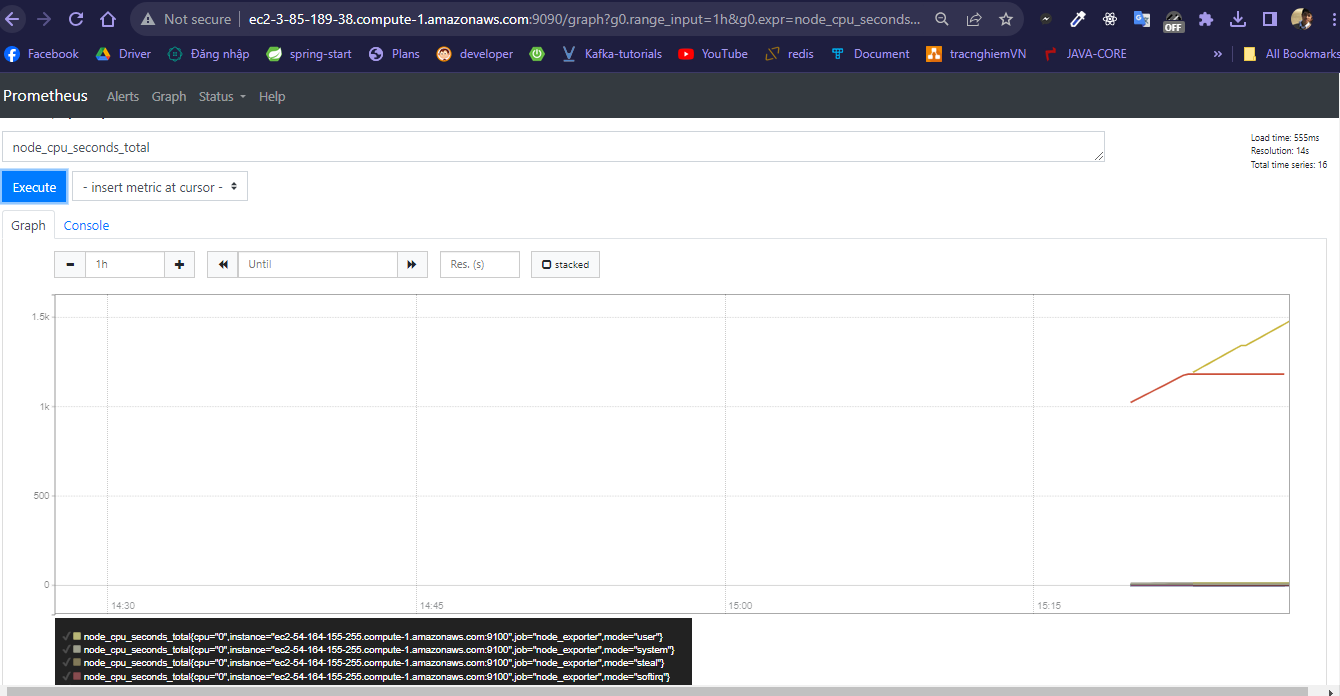 Not secure ec2-3-85-189-38.compute-1.amazonaws.com:9090/graph?g0.range_input=1h&g0.expr=node_cpu_seconds... OFF
Facebook Driver Đăng nhập spring-start Plans developer Kafka-tutorials YouTube redis Document tracnghiemVN JAVA-CORE » All Bookmarks
Prometheus Alerts Graph Status Help
node_cpu_seconds_total
Load time: 555ms
Resolution: 14s
Total time series: 16
Execute - insert metric at cursor -
Graph Console
1h Until Res. (s) stacked
1.5k
1k
500
0
14:30 14:45 15:00 15:15
node_cpu_seconds_total{cpu="0",instance="ec2-54-164-155-255.compute-1.amazonaws.com:9100",job="node_exporter",mode="user"}
node_cpu_seconds_total{cpu="0",instance="ec2-54-164-155-255.compute-1.amazonaws.com:9100",job="node_exporter",mode="system"}
node_cpu_seconds_total{cpu="0",instance="ec2-54-164-155-255.compute-1.amazonaws.com:9100",job="node_exporter",mode="steal"}
node_cpu_seconds_total{cpu="0",instance="ec2-54-164-155-255.compute-1.amazonaws.com:9100",job="node_exporter",mode="softirq"}